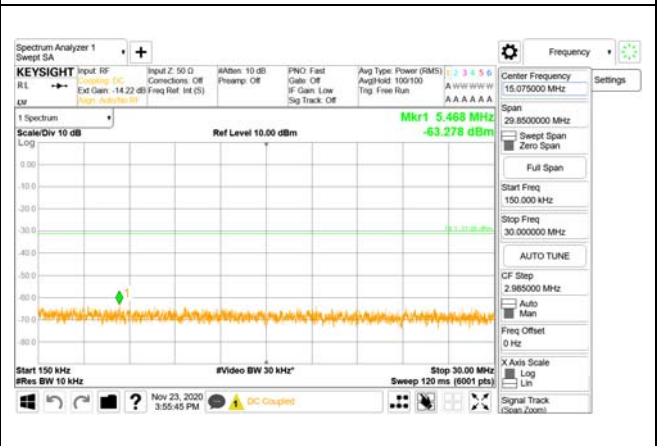 Spectrum Analyzer 1
Swept SA
Frequency
KEYSIGHT
Input: RF
Coupling: DC
Ext Gain: -14.22 dB
Align: Auto/No RF
Input Z: 50 Ω
Corrections: Off
Freq Ref: Int (S)
#Atten: 10 dB
Preamp: Off
PNO: Fast
Gate: Off
IF Gain: Low
Sig Track: Off
Avg Type: Power (RMS)
Avg|Hold: 100/100
Trig: Free Run
1 2 3 4 5 6
A W W W W W
A A A A A A
RL
Center Frequency
15.075000 MHz
Settings
1 Spectrum
Mkr1 5.468 MHz
Scale/Div 10 dB
Ref Level 10.00 dBm
-63.278 dBm
Log
0.00
-10.0
-20.0
-30.0
-40.0
-50.0
-60.0
-70.0
-80.0
1
Span
29.8500000 MHz
Swept Span
Zero Span
Full Span
Start Freq
150.000 kHz
Stop Freq
30.000000 MHz
AUTO TUNE
CF Step
2.985000 MHz
Auto
Man
Freq Offset
0 Hz
X Axis Scale
Log
Lin
Signal Track
(Span Zoom)
Start 150 kHz
#Video BW 30 kHz*
Stop 30.00 MHz
#Res BW 10 kHz
Sweep 120 ms (6001 pts)
Nov 23, 2020
3:55:45 PM
DC Coupled